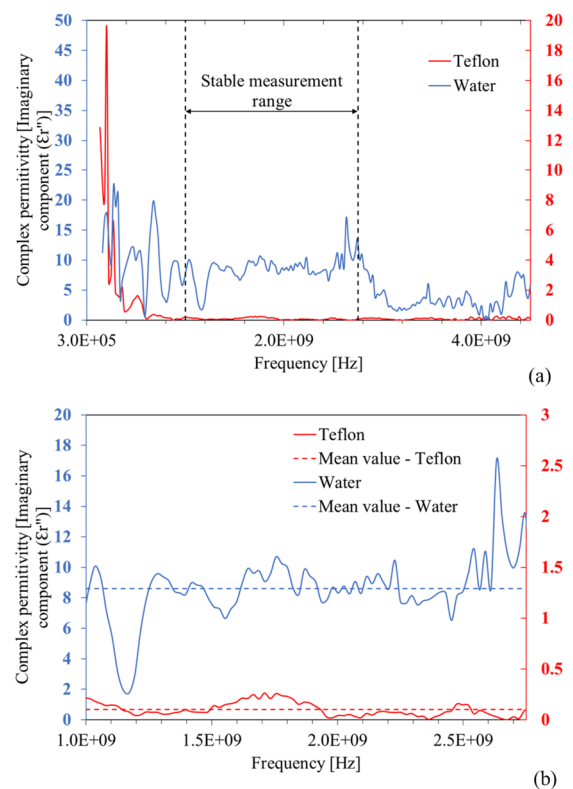 50
45
40
35
30
25
20
15
10
5
0
20
18
16
14
12
10
8
6
4
2
0
Complex permitivitty [Imaginary
component (Ɛr")]
Stable measurement
range
Teflon
Water
3.0E+05
2.0E+09
4.0E+09
Frequency [Hz]
(a)
20
18
16
14
12
10
8
6
4
2
0
3
2.5
2
1.5
1
0.5
0
Complex permitivitty [Imaginary
component (Ɛr")]
Teflon
Mean value - Teflon
Water
Mean value - Water
1.0E+09
1.5E+09
2.0E+09
2.5E+09
Frequency [Hz]
(b)